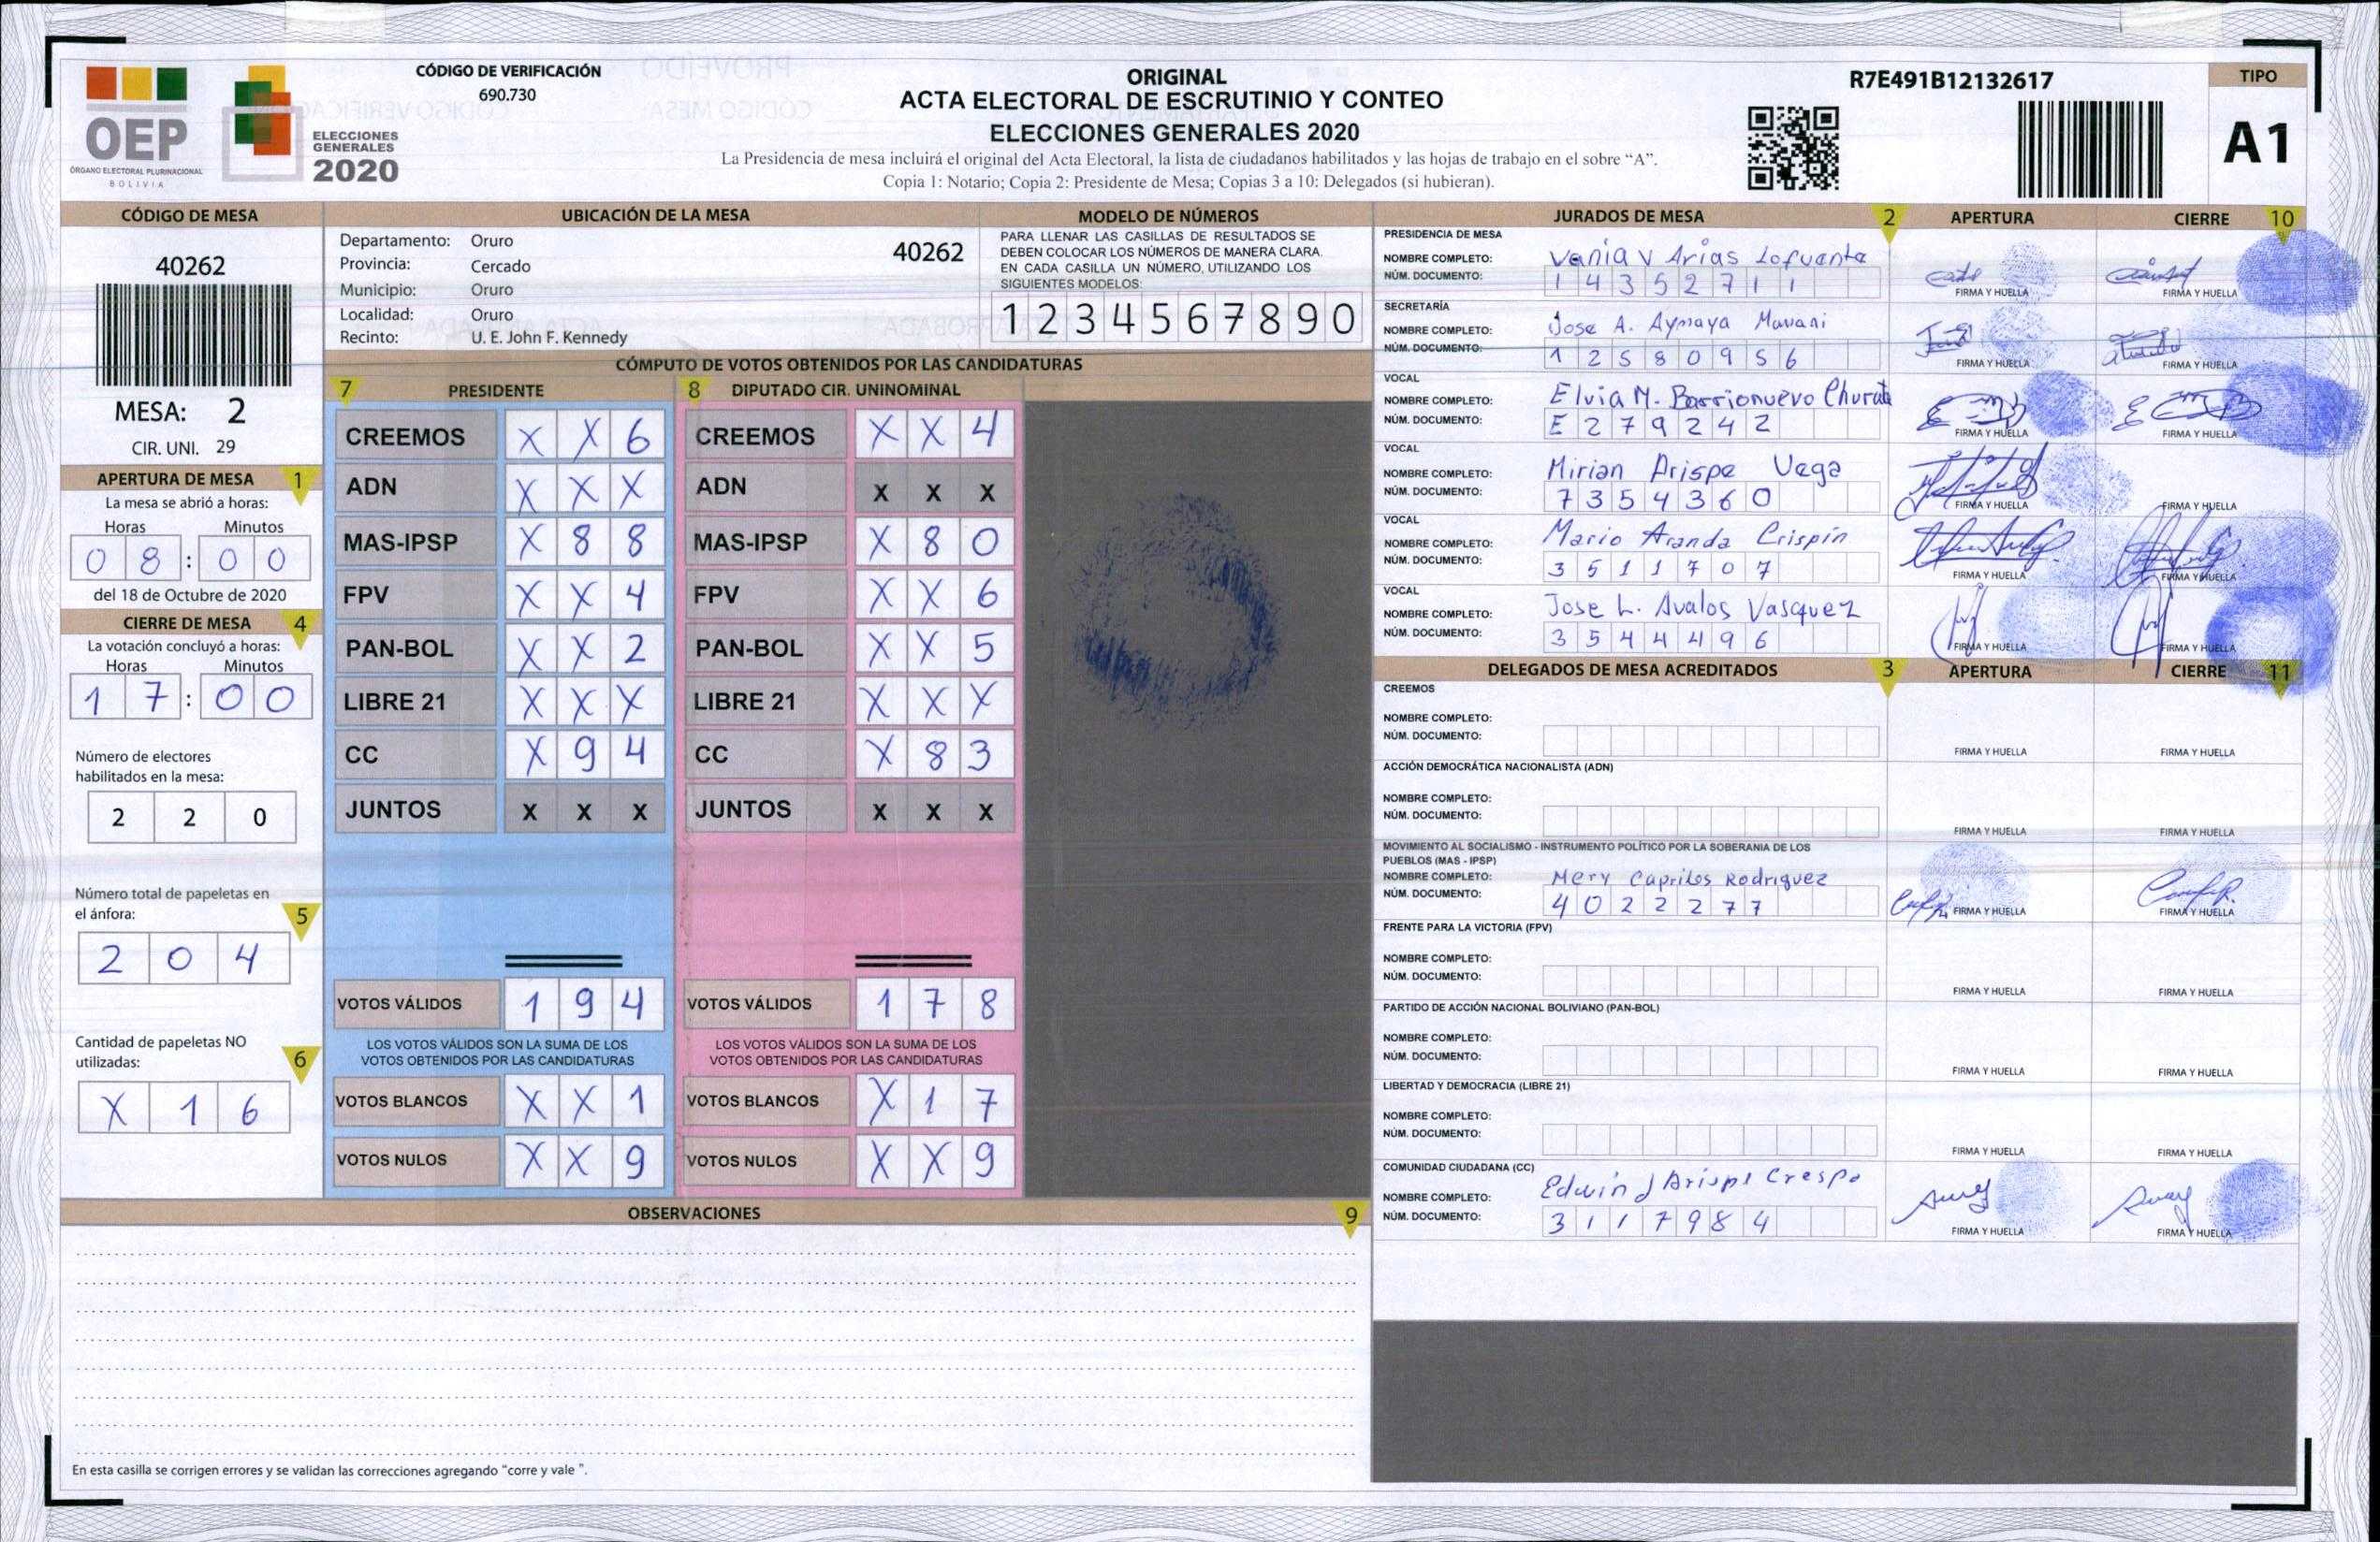 OEP
ÓRGANO ELECTORAL PLURINACIONAL
BOLIVIA
ELECCIONES
GENERALES
2020
CÓDIGO DE VERIFICACIÓN
690.730
ORIGINAL
ACTA ELECTORAL DE ESCRUTINIO Y CONTEO
ELECCIONES GENERALES 2020
La Presidencia de mesa incluirá el original del Acta Electoral, la lista de ciudadanos habilitados y las hojas de trabajo en el sobre “A”.
Copia 1: Notario; Copia 2: Presidente de Mesa; Copias 3 a 10: Delegados (si hubieran).
R7E491B12132617
TIPO
A1
CÓDIGO DE MESA
40262
MESA: 2
CIR. UNI. 29
APERTURA DE MESA 1
La mesa se abrió a horas:
Horas Minutos
0 8 : 0 0
del 18 de Octubre de 2020
CIERRE DE MESA 4
La votación concluyó a horas:
Horas Minutos
1 7 : 0 0
Número de electores
habilitados en la mesa:
2 2 0
Número total de papeletas en
el ánfora: 5
2 0 4
Cantidad de papeletas NO
utilizadas: 6
X 1 6
UBICACIÓN DE LA MESA
Departamento: Oruro
Provincia: Cercado
Municipio: Oruro
Localidad: Oruro
Recinto: U. E. John F. Kennedy
40262
MODELO DE NÚMEROS
PARA LLENAR LAS CASILLAS DE RESULTADOS SE
DEBEN COLOCAR LOS NÚMEROS DE MANERA CLARA.
EN CADA CASILLA UN NÚMERO, UTILIZANDO LOS
SIGUIENTES MODELOS:
1 2 3 4 5 6 7 8 9 0
CÓMPUTO DE VOTOS OBTENIDOS POR LAS CANDIDATURAS
7 PRESIDENTE 8 DIPUTADO CIR. UNINOMINAL
CREEMOS X X 6 CREEMOS X X 4
ADN X X X ADN X X X
MAS-IPSP X 8 8 MAS-IPSP X 8 0
FPV X X 4 FPV X X 6
PAN-BOL X X 2 PAN-BOL X X 5
LIBRE 21 X X X LIBRE 21 X X X
CC X 9 4 CC X 8 3
JUNTOS X X X JUNTOS X X X
VOTOS VÁLIDOS 1 9 4 VOTOS VÁLIDOS 1 7 8
LOS VOTOS VÁLIDOS SON LA SUMA DE LOS LOS VOTOS VÁLIDOS SON LA SUMA DE LOS
VOTOS OBTENIDOS POR LAS CANDIDATURAS VOTOS OBTENIDOS POR LAS CANDIDATURAS
VOTOS BLANCOS X X 1 VOTOS BLANCOS X 1 7
VOTOS NULOS X X 9 VOTOS NULOS X X 9
OBSERVACIONES 9
En esta casilla se corrigen errores y se validan las correcciones agregando “corre y vale ”.
JURADOS DE MESA 2 APERTURA CIERRE 10
PRESIDENCIA DE MESA
NOMBRE COMPLETO: Vania V Arias Lofuente
NÚM. DOCUMENTO: 1 4 3 5 2 7 1 1
FIRMA Y HUELLA FIRMA Y HUELLA
SECRETARÍA
NOMBRE COMPLETO: Jose A. Aymaya Mamani
NÚM. DOCUMENTO: 1 2 5 8 0 9 5 6
FIRMA Y HUELLA FIRMA Y HUELLA
VOCAL
NOMBRE COMPLETO: Elvia M. Barrionuevo Churata
NÚM. DOCUMENTO: E 2 7 9 2 4 2
FIRMA Y HUELLA FIRMA Y HUELLA
VOCAL
NOMBRE COMPLETO: Mirian Arispe Vega
NÚM. DOCUMENTO: 7 3 5 4 3 6 0
FIRMA Y HUELLA FIRMA Y HUELLA
VOCAL
NOMBRE COMPLETO: Mario Aranda Crispin
NÚM. DOCUMENTO: 3 5 1 1 7 0 7
FIRMA Y HUELLA FIRMA Y HUELLA
VOCAL
NOMBRE COMPLETO: Jose L. Avalos Vasquez
NÚM. DOCUMENTO: 3 5 4 4 4 9 6
FIRMA Y HUELLA FIRMA Y HUELLA
DELEGADOS DE MESA ACREDITADOS 3 APERTURA CIERRE 11
CREEMOS
NOMBRE COMPLETO:
NÚM. DOCUMENTO:
FIRMA Y HUELLA FIRMA Y HUELLA
ACCIÓN DEMOCRÁTICA NACIONALISTA (ADN)
NOMBRE COMPLETO:
NÚM. DOCUMENTO:
FIRMA Y HUELLA FIRMA Y HUELLA
MOVIMIENTO AL SOCIALISMO - INSTRUMENTO POLÍTICO POR LA SOBERANIA DE LOS
PUEBLOS (MAS - IPSP)
NOMBRE COMPLETO: Mery Capriles Rodriguez
NÚM. DOCUMENTO: 4 0 2 2 2 7 7
FIRMA Y HUELLA FIRMA Y HUELLA
FRENTE PARA LA VICTORIA (FPV)
NOMBRE COMPLETO:
NÚM. DOCUMENTO:
FIRMA Y HUELLA FIRMA Y HUELLA
PARTIDO DE ACCIÓN NACIONAL BOLIVIANO (PAN-BOL)
NOMBRE COMPLETO:
NÚM. DOCUMENTO:
FIRMA Y HUELLA FIRMA Y HUELLA
LIBERTAD Y DEMOCRACIA (LIBRE 21)
NOMBRE COMPLETO:
NÚM. DOCUMENTO:
FIRMA Y HUELLA FIRMA Y HUELLA
COMUNIDAD CIUDADANA (CC)
NOMBRE COMPLETO: Edwin J Crespo
NÚM. DOCUMENTO: 3 1 1 7 9 8 4
FIRMA Y HUELLA FIRMA Y HUELLA